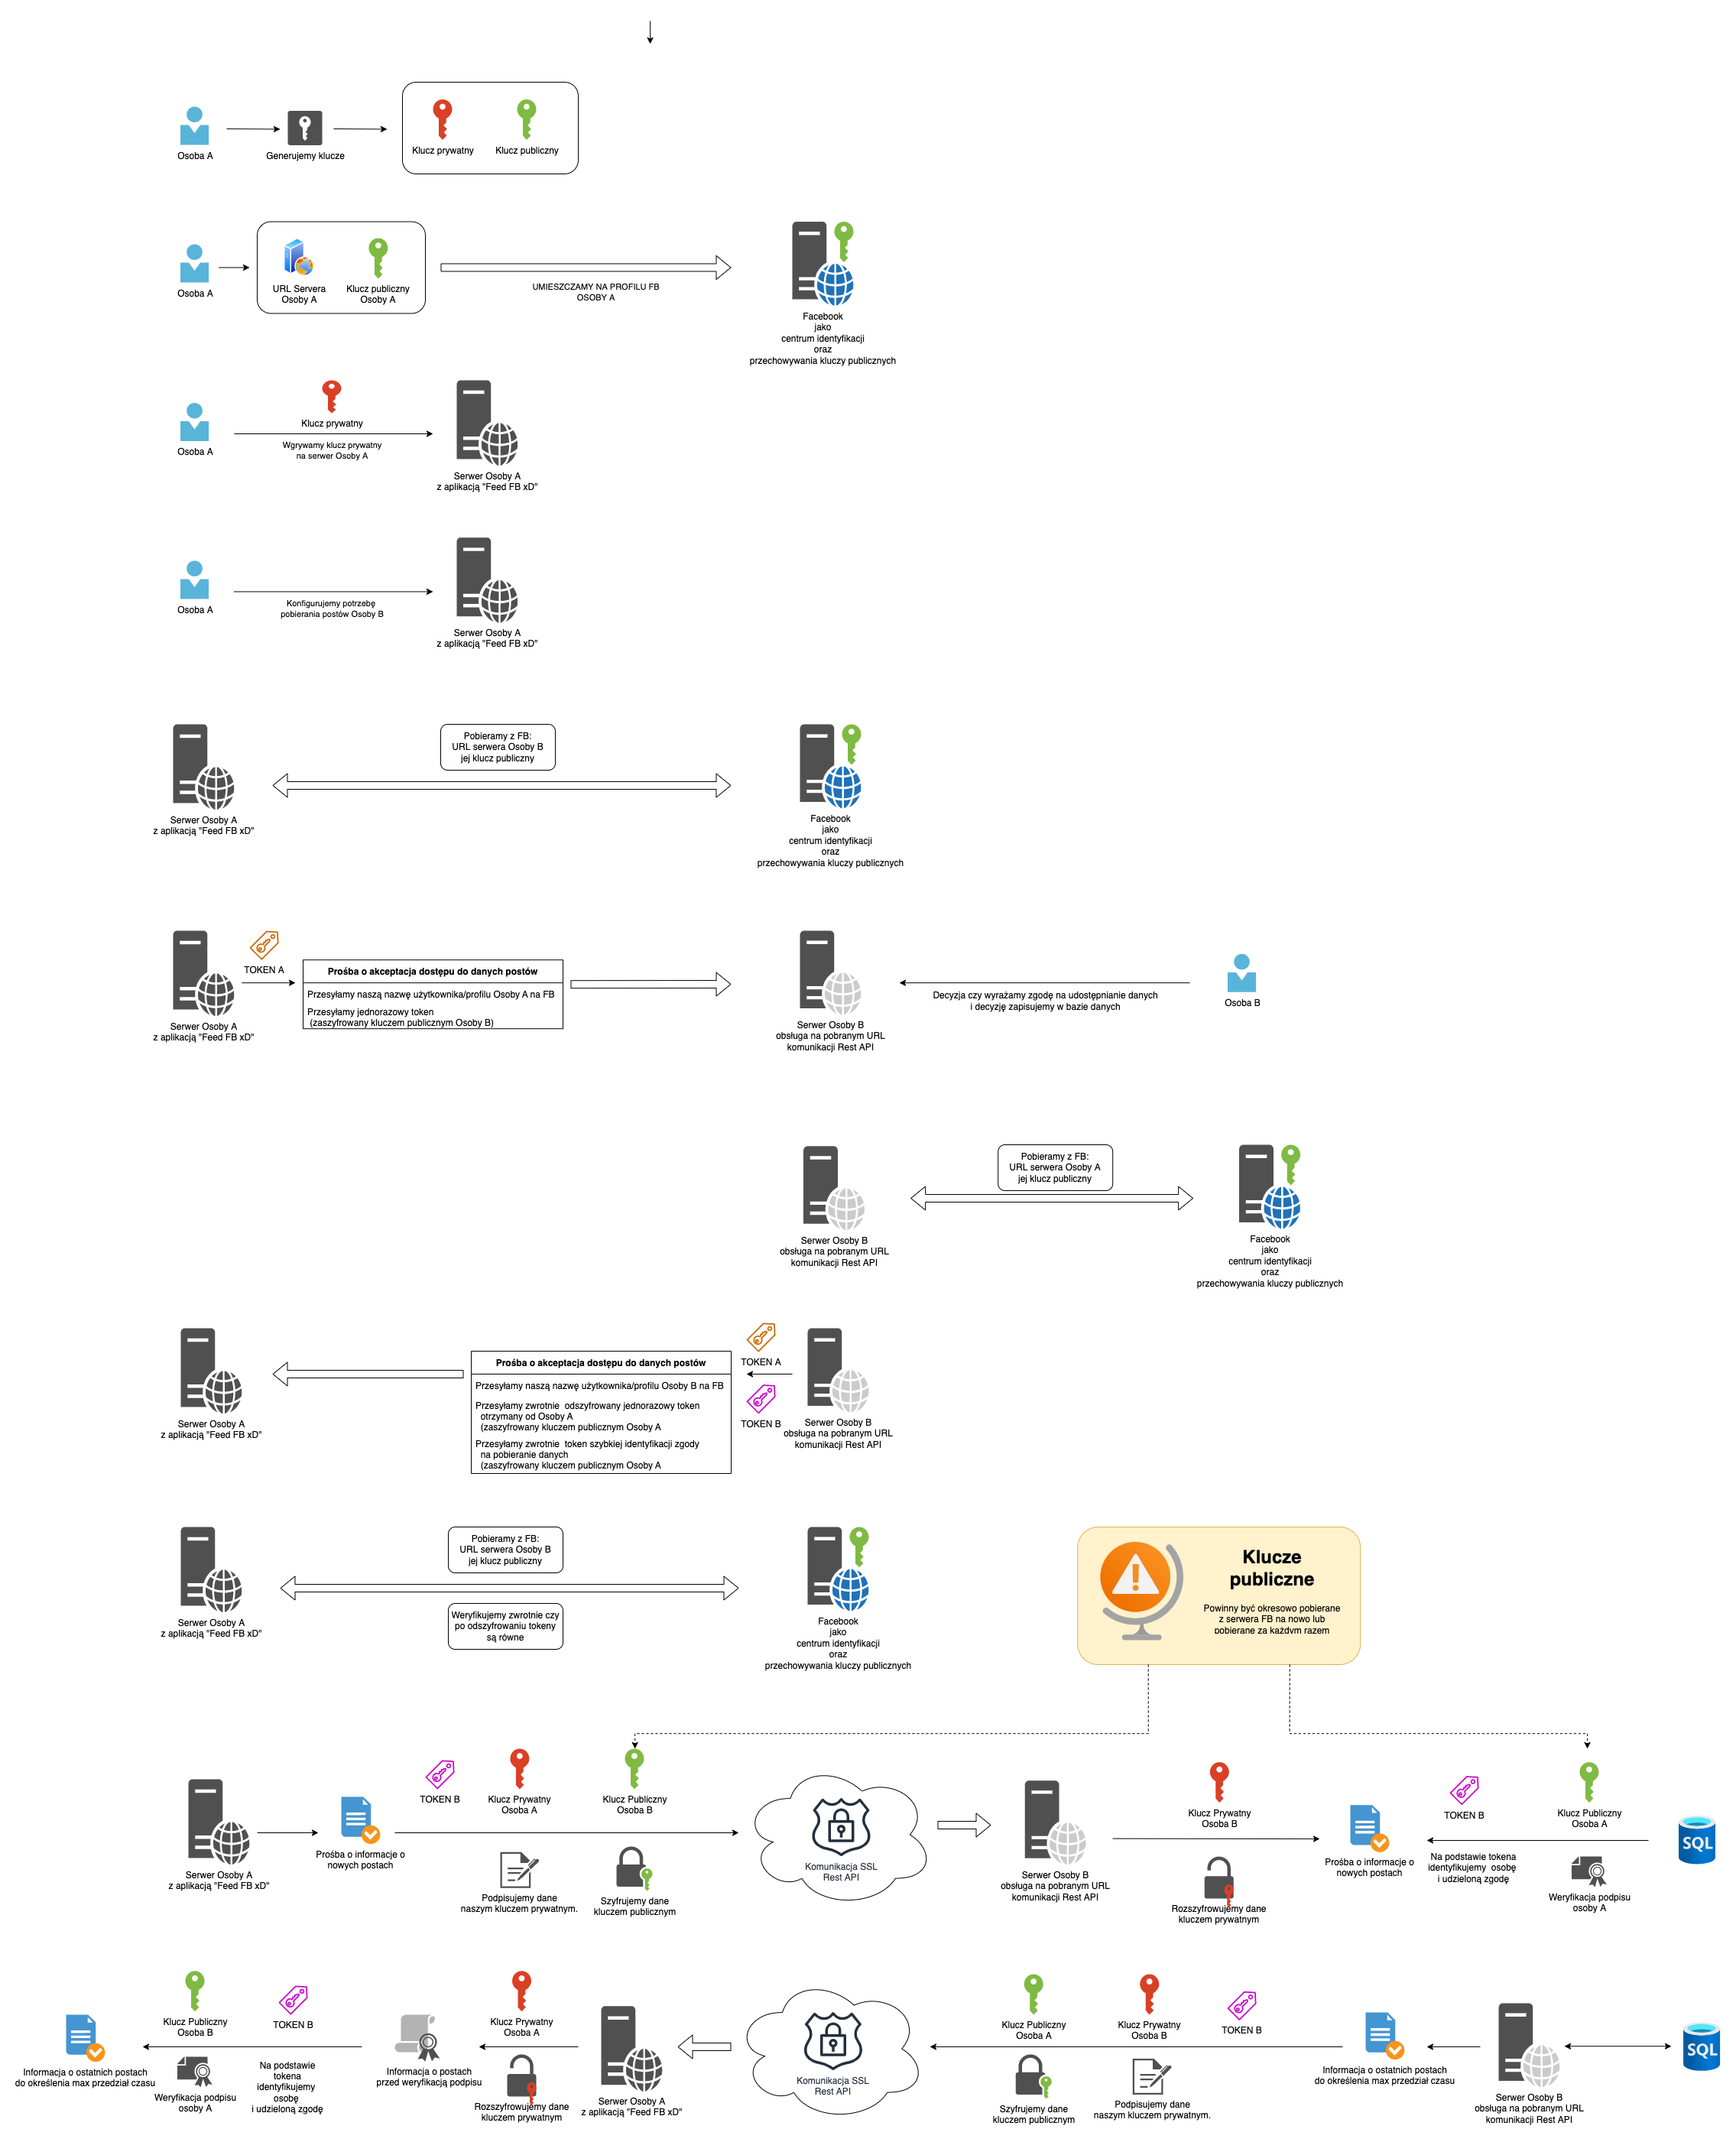 Osoba A
Generujemy klucze
Klucz prywatny
Klucz publiczny
Osoba A
URL Servera
Osoby A
Klucz publiczny
Osoby A
UMIESZCZAMY NA PROFILU FB
OSOBY A
Facebook
jako
centrum identyfikacji
oraz
przechowywania kluczy publicznych
Osoba A
Klucz prywatny
Wgrywamy klucz prywatny
na serwer Osoby A
Serwer Osoby A
z aplikacją "Feed FB xD"
Osoba A
Konfigurujemy potrzebę
pobierania postów Osoby B
Serwer Osoby A
z aplikacją "Feed FB xD"
Serwer Osoby A
z aplikacją "Feed FB xD"
Pobieramy z FB:
URL serwera Osoby B
jej klucz publiczny
Facebook
jako
centrum identyfikacji
oraz
przechowywania kluczy publicznych
Serwer Osoby A
z aplikacją "Feed FB xD"
TOKEN A
Prośba o akceptacja dostępu do danych postów
Przesyłamy naszą nazwę użytkownika/profilu Osoby A na FB
Przesyłamy jednorazowy token
(zaszyfrowany kluczem publicznym Osoby B)
Serwer Osoby B
obsługa na pobranym URL
komunikacji Rest API
Decyzja czy wyrażamy zgodę na udostępnianie danych
i decyzję zapisujemy w bazie danych
Osoba B
Serwer Osoby B
obsługa na pobranym URL
komunikacji Rest API
Pobieramy z FB:
URL serwera Osoby A
jej klucz publiczny
Facebook
jako
centrum identyfikacji
oraz
przechowywania kluczy publicznych
Serwer Osoby A
z aplikacją "Feed FB xD"
Prośba o akceptacja dostępu do danych postów
Przesyłamy naszą nazwę użytkownika/profilu Osoby B na FB
Przesyłamy zwrotnie odszyfrowany jednorazowy token
otrzymany od Osoby A
(zaszyfrowany kluczem publicznym Osoby A
Przesyłamy zwrotnie token szybkiej identyfikacji zgody
na pobieranie danych
(zaszyfrowany kluczem publicznym Osoby A
TOKEN A
TOKEN B
Serwer Osoby B
obsługa na pobranym URL
komunikacji Rest API
Serwer Osoby A
z aplikacją "Feed FB xD"
Pobieramy z FB:
URL serwera Osoby B
jej klucz publiczny
Weryfikujemy zwrotnie czy
po odszyfrowaniu tokeny
są równe
Facebook
jako
centrum identyfikacji
oraz
przechowywania kluczy publicznych
Klucze
publiczne
Powinny być okresowo pobierane
z serwera FB na nowo lub
pobierane za każdym razem
Serwer Osoby A
z aplikacją "Feed FB xD"
Prośba o informacje o
nowych postach
TOKEN B
Klucz Prywatny
Osoba A
Klucz Publiczny
Osoba B
Podpisujemy dane
naszym kluczem prywatnym.
Szyfrujemy dane
kluczem publicznym
Komunikacja SSL
Rest API
Serwer Osoby B
obsługa na pobranym URL
komunikacji Rest API
Klucz Prywatny
Osoba B
Rozszyfrowujemy dane
kluczem prywatnym
Prośba o informacje o
nowych postach
TOKEN B
Klucz Publiczny
Osoba A
Na podstawie tokena
identyfikujemy osobę
i udzieloną zgodę
Weryfikacja podpisu
osoby A
SQL
Informacja o ostatnich postach
do określenia max przedział czasu
Klucz Publiczny
Osoba B
TOKEN B
Weryfikacja podpisu
osoby A
Na podstawie
tokena
identyfikujemy
osobę
i udzieloną zgodę
Informacja o postach
przed weryfikacją podpisu
Klucz Prywatny
Osoba A
Rozszyfrowujemy dane
kluczem prywatnym
Serwer Osoby A
z aplikacją "Feed FB xD"
Komunikacja SSL
Rest API
Klucz Publiczny
Osoba A
Klucz Prywatny
Osoba B
TOKEN B
Szyfrujemy dane
kluczem publicznym
Podpisujemy dane
naszym kluczem prywatnym.
Informacja o ostatnich postach
do określenia max przedział czasu
Serwer Osoby B
obsługa na pobranym URL
komunikacji Rest API
SQL